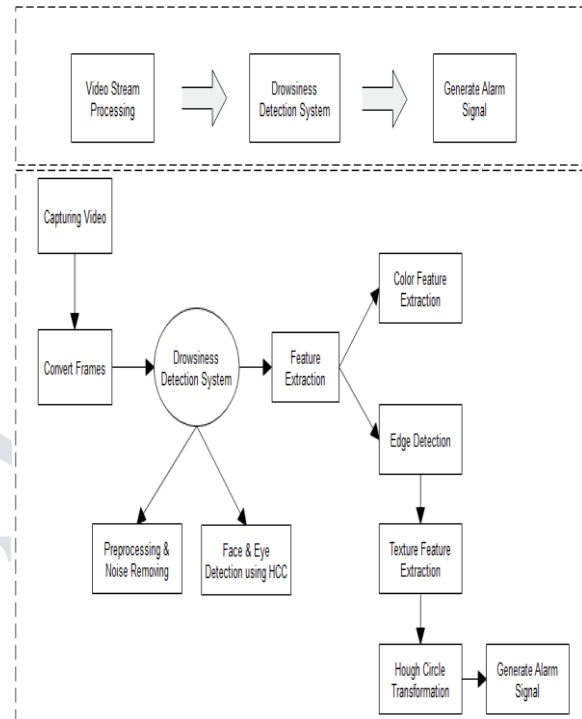 Video Stream
Processing
Drowsiness
Detection System
Generate Alarm
Signal
Capturing Video
Convert Frames
Drowsiness
Detection System
Feature
Extraction
Color Feature
Extraction
Edge Detection
Preprocessing &
Noise Removing
Face & Eye
Detection using HCC
Texture Feature
Extraction
Hough Circle
Transformation
Generate Alarm
Signal